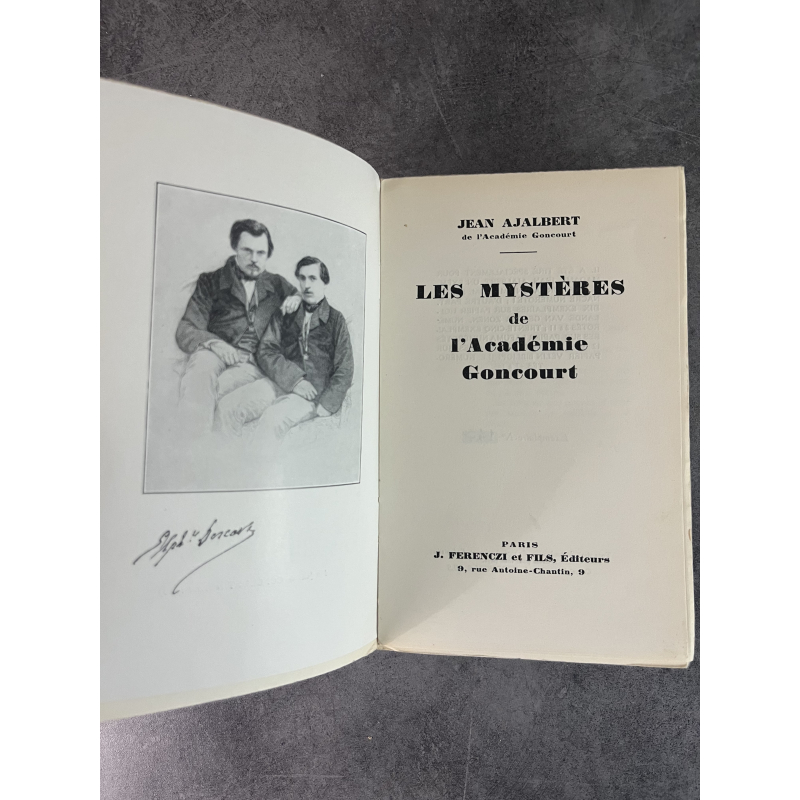 JEAN AJALBERT
de l'Académie Goncourt
LES MYSTÈRES
de
l'Académie
Goncourt
PARIS
J. FERENCZI et FILS, Éditeurs
9, rue Antoine-Chantin, 9